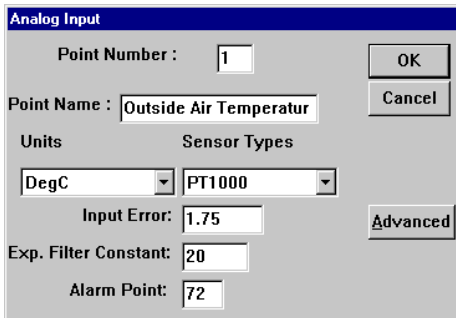 Analog Input
Point Number : 1
OK
Point Name : Outside Air Temperatur
Cancel
Units Sensor Types
DegC PT1000
Input Error: 1.75
Advanced
Exp. Filter Constant: 20
Alarm Point: 72